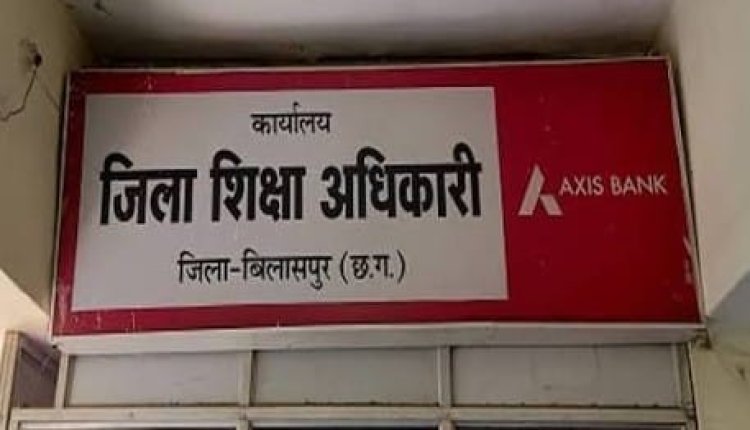 कार्यालय
जिला शिक्षा अधिकारी
जिला-बिलासपुर (छ.ग.)
AXIS BANK